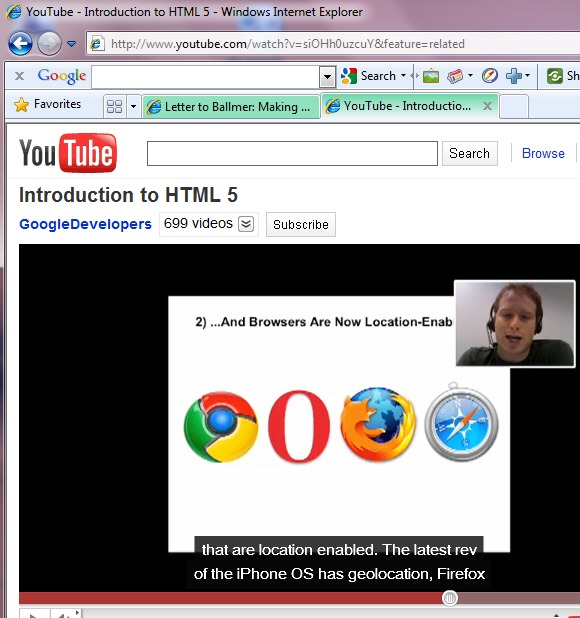 YouTube - Introduction to HTML 5 - Windows Internet Explorer
http://www.youtube.com/watch?v=siOHh0uzcuY&feature=related
x Google Search Sh
Favorites Letter to Ballmer: Making ... YouTube - Introductio... x
YouTube Search Browse
Introduction to HTML 5
GoogleDevelopers 699 videos Subscribe
2) ...And Browsers Are Now Location-Enab
that are location enabled. The latest rev
of the iPhone OS has geolocation, Firefox